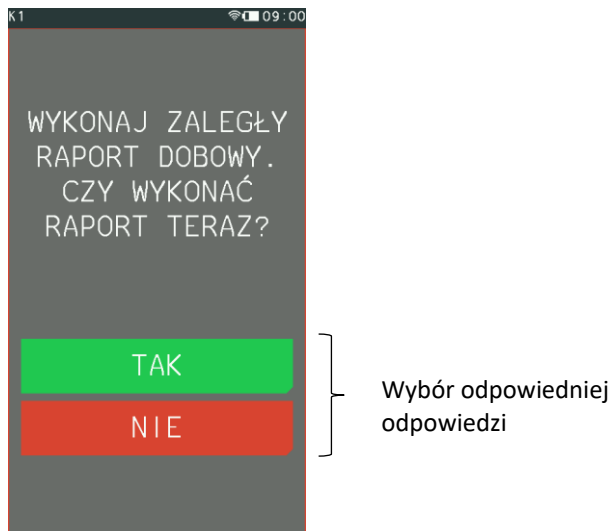 K1 09:00
WYKONAJ ZALEGŁY
RAPORT DOBOWY.
CZY WYKONAĆ
RAPORT TERAZ?
TAK
NIE
Wybór odpowiedniej
odpowiedzi